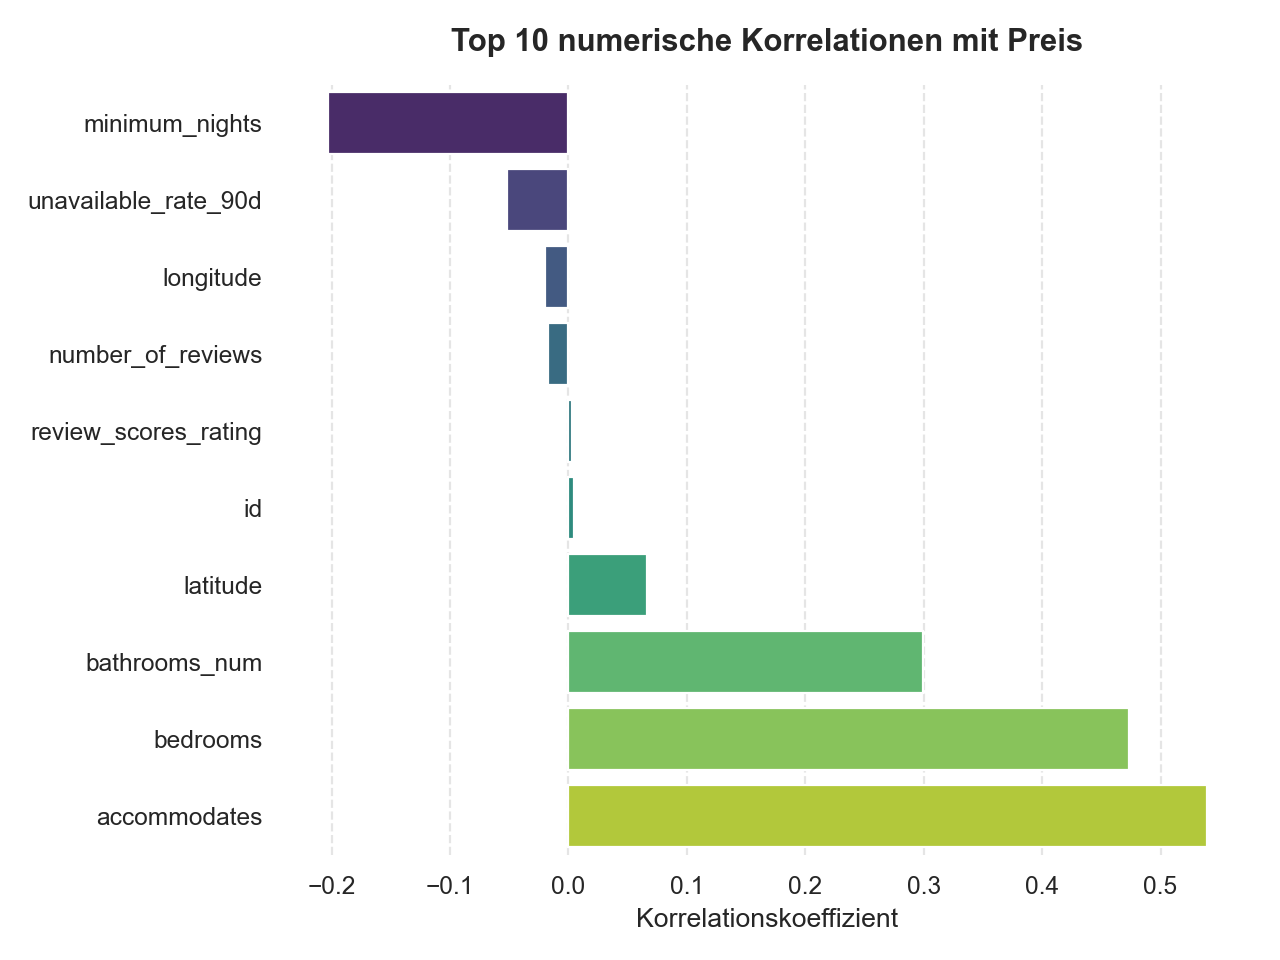 Top 10 numerische Korrelationen mit Preis
minimum_nights
unavailable_rate_90d
longitude
number_of_reviews
review_scores_rating
id
latitude
bathrooms_num
bedrooms
accommodates
−0.2 −0.1 0.0 0.1 0.2 0.3 0.4 0.5
Korrelationskoeffizient